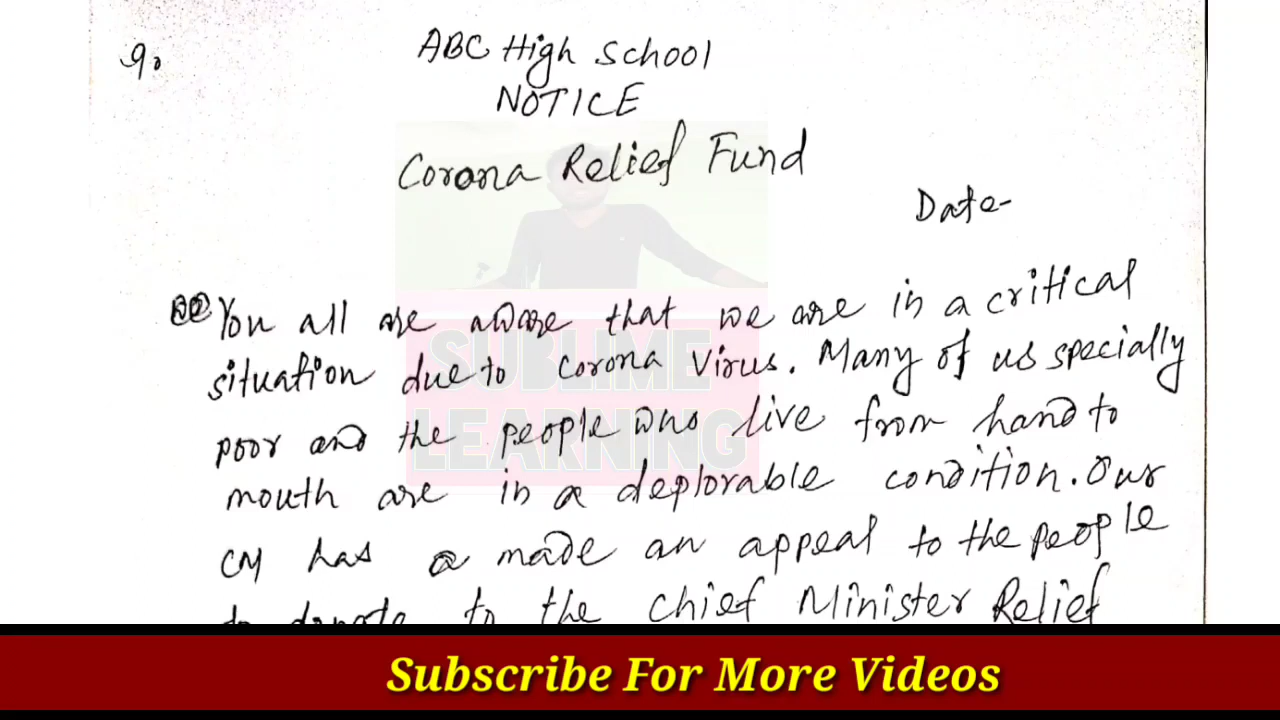 9.
ABC High School
NOTICE
Corona Relief Fund
Date-
You all are aware that we are in a critical
situation due to corona Virus. Many of us specially
poor and the people who live from hand to
mouth are in a deplorable condition. Our
CM has a made an appeal to the people
to donate to the Chief Minister Relief
SUBLIME
LEARNING
Subscribe For More Videos